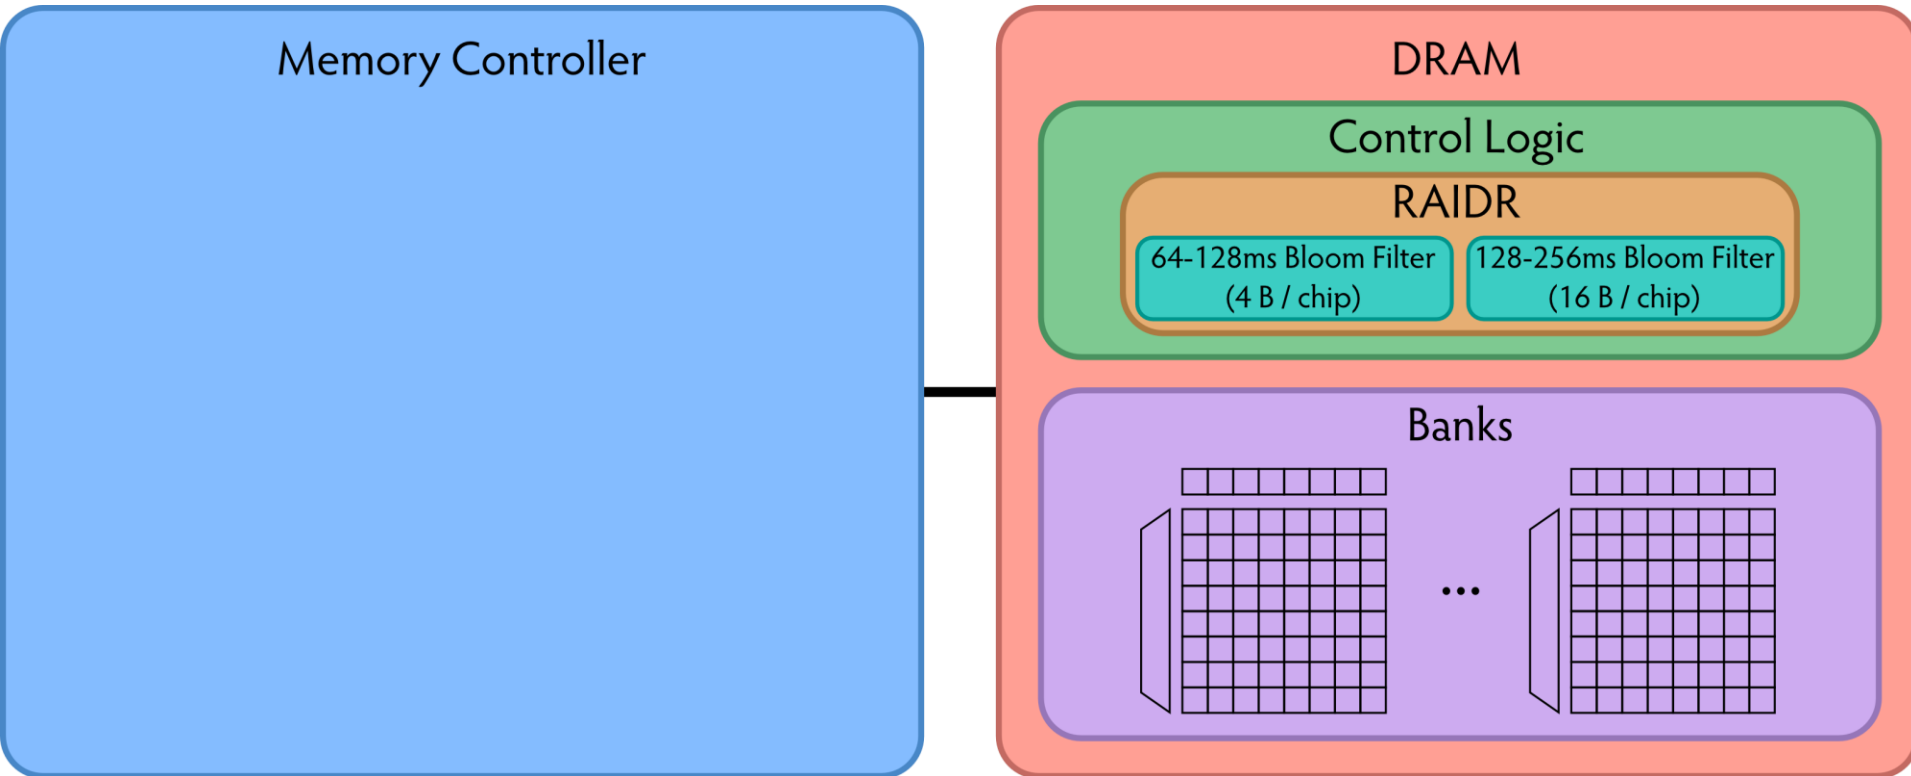 Memory Controller
DRAM
Control Logic
RAIDR
64-128ms Bloom Filter
(4 B / chip)
128-256ms Bloom Filter
(16 B / chip)
Banks
...